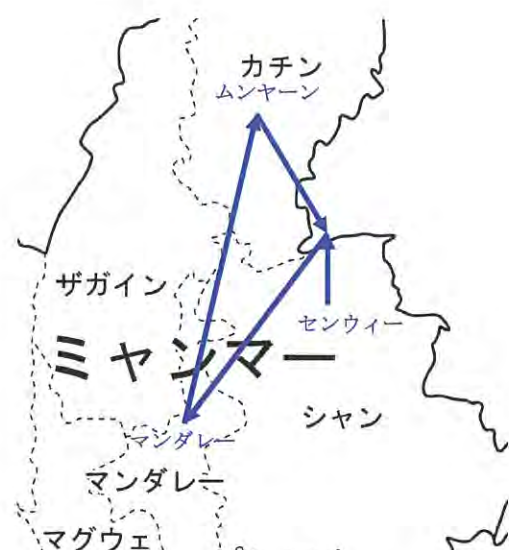 カチン
ムンヤーン
ザガイン
センウィー
ミャンマー
シャン
マンダレー
マンダレー
マグウェ